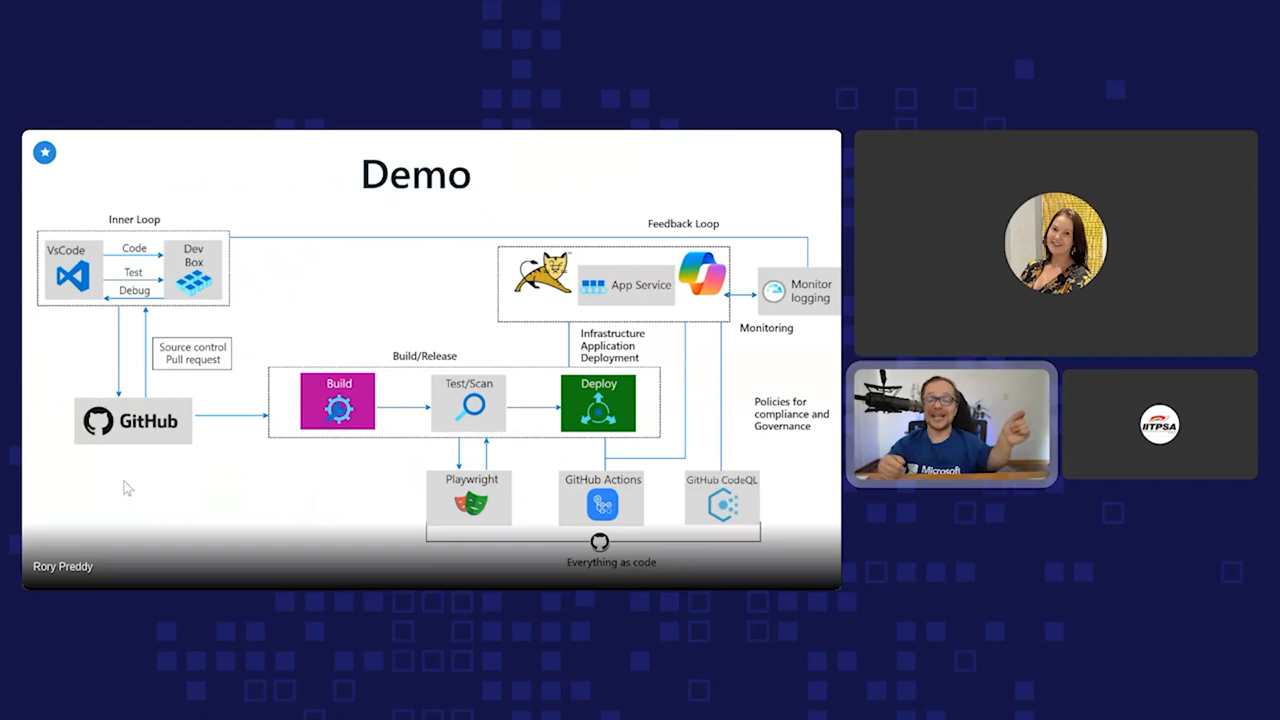 Demo
Inner Loop
Feedback Loop
VsCode
Code
Test
Debug
Dev
Box
App Service
Monitor
logging
Monitoring
Infrastructure
Application
Deployment
Source control
Pull request
Build/Release
Build
Test/Scan
Deploy
GitHub
Policies for
compliance and
Governance
Playwright
GitHub Actions
GitHub CodeQL
Everything as code
Rory Preddy
Microsoft
IITPSA